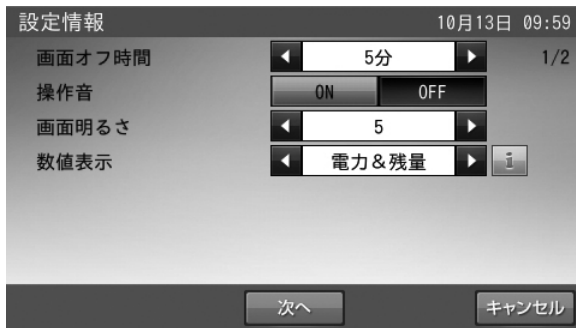 設定情報 10月13日 09:59
画面オフ時間 5分 1/2
操作音 ON OFF
画面明るさ 5
数値表示 電力&残量 i
次へ キャンセル